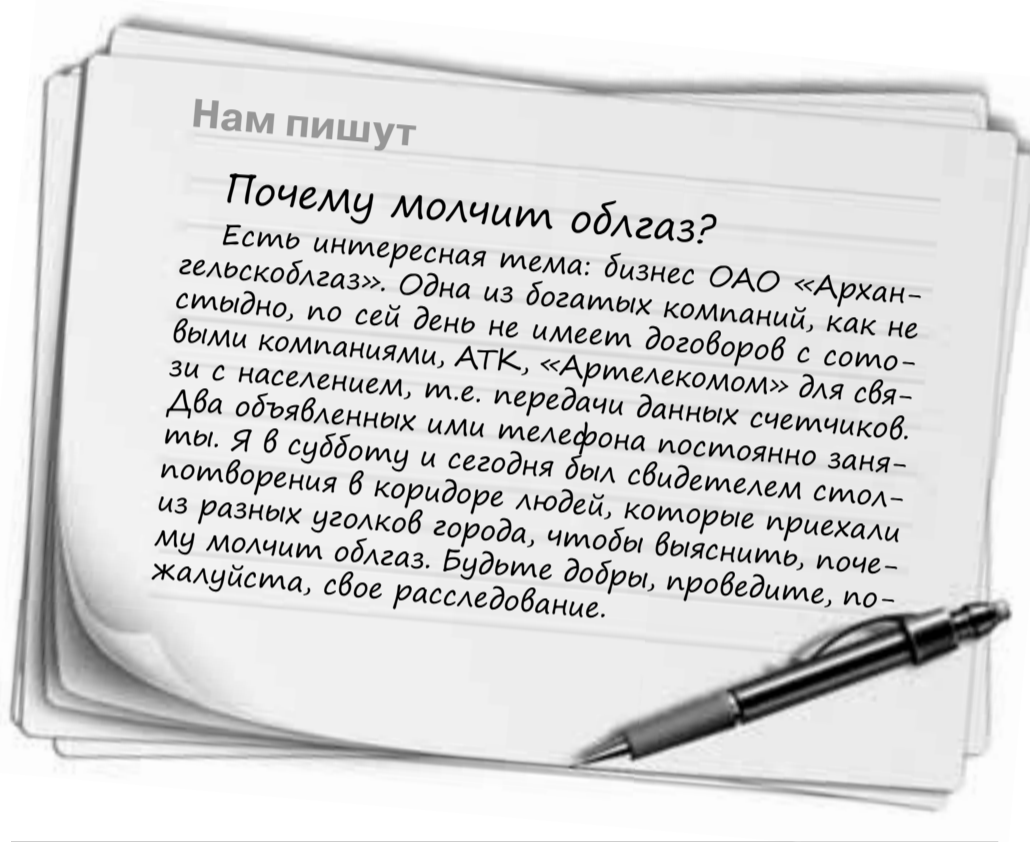 Нам пишут
Почему молчит облгаз?
Есть интересная тема: бизнес ОАО «Архан-
гельскоблгаз». Одна из богатых компаний, как не
стыдно, по сей день не имеет договоров с сото-
выми компаниями, АТК, «Артелекомом» для свя-
зи с населением, т.е. передачи данных счетчиков.
Два объявленных ими телефона постоянно заня-
ты. Я в субботу и сегодня был свидетелем стол-
потворения в коридоре людей, которые приехали
из разных уголков города, чтобы выяснить, поче-
му молчит облгаз. Будьте добры, проведите, по-
жалуйста, свое расследование.